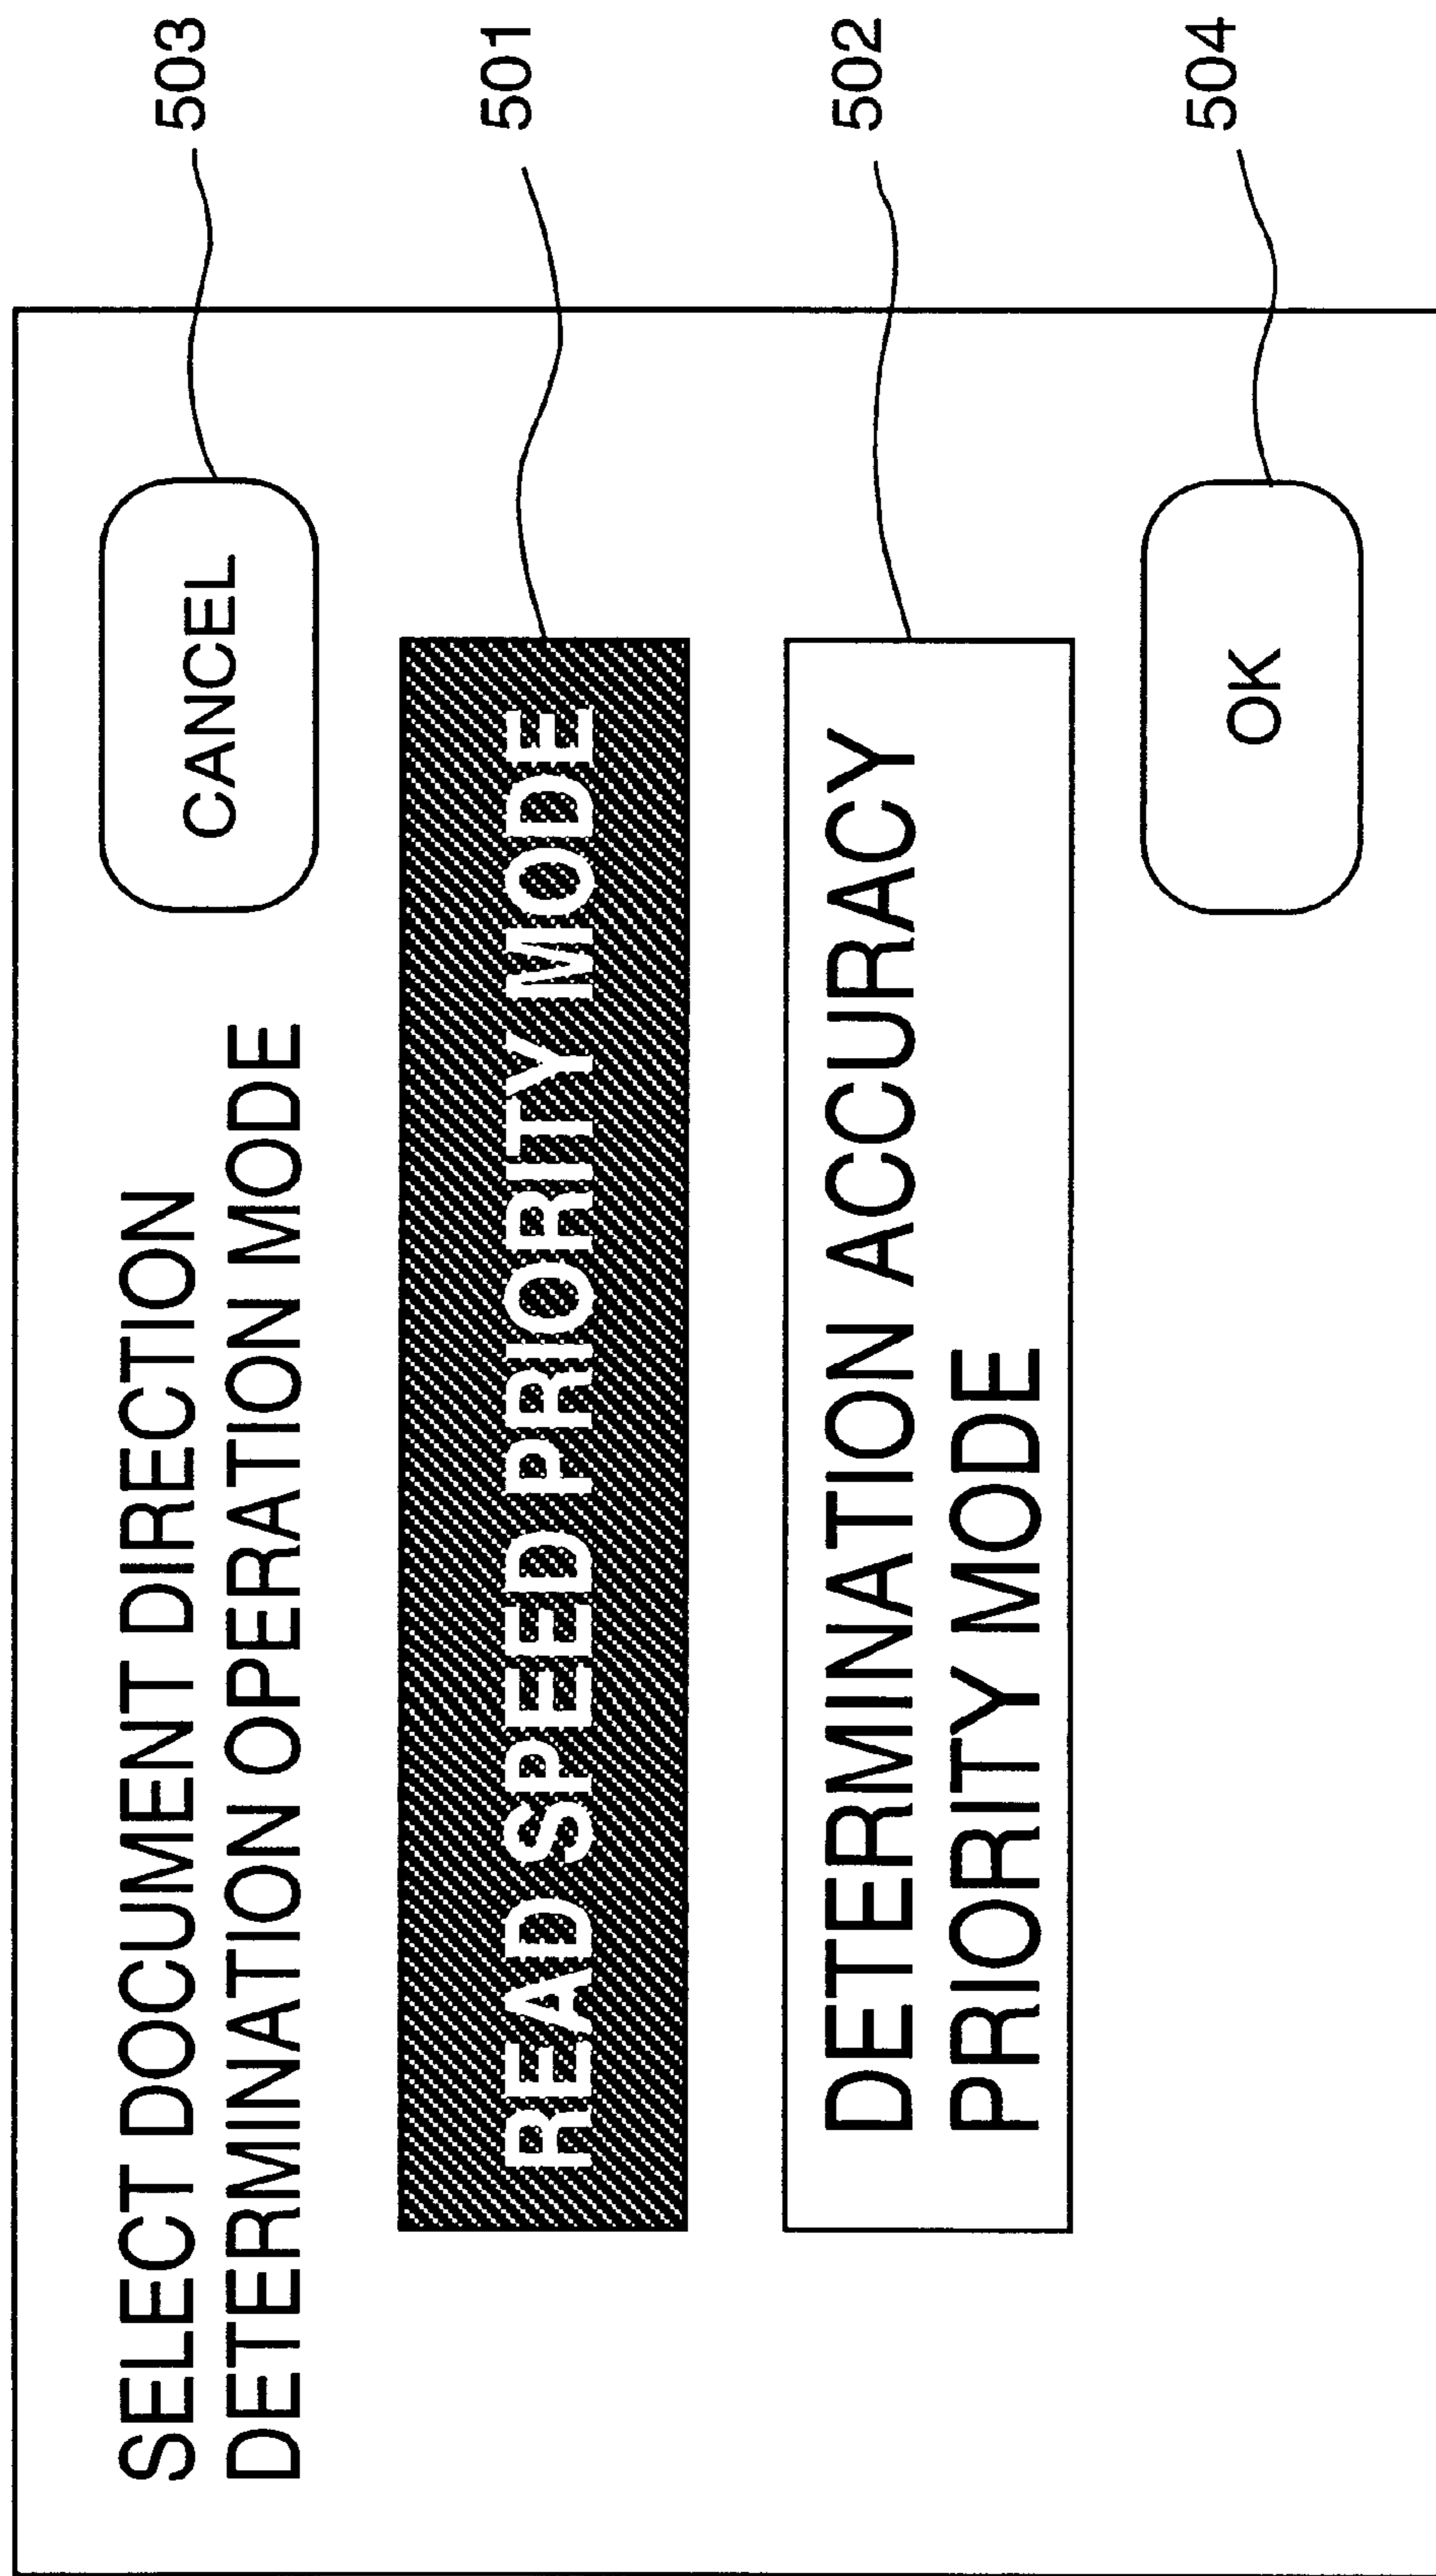 SELECT DOCUMENT DIRECTION
DETERMINATION OPERATION MODE
CANCEL
503
READ SPEED PRIORITY MODE
501
DETERMINATION ACCURACY
PRIORITY MODE
502
OK
504